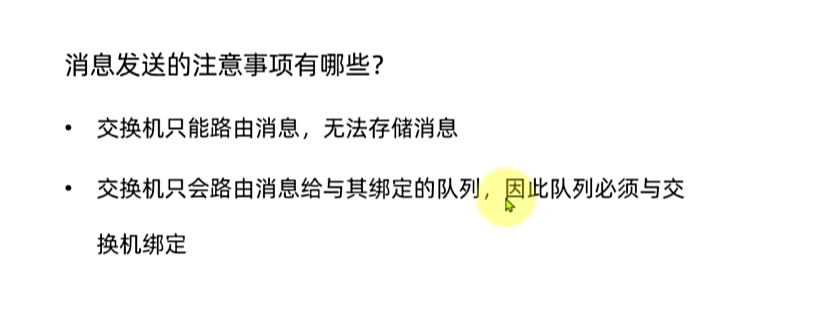 消息发送的注意事项有哪些?
• 交换机只能路由消息，无法存储消息
• 交换机只会路由消息给与其绑定的队列，因此队列必须与交
换机绑定